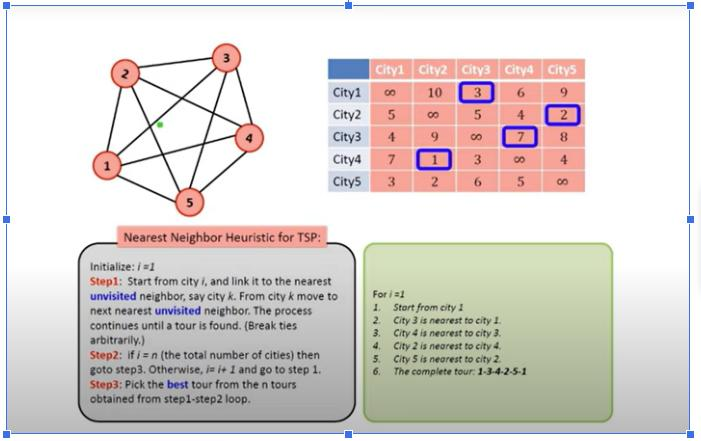 2
3
4
1
5
City1 City2 City3 City4 City5
City1 ∞ 10 3 6 9
City2 5 ∞ 5 4 2
City3 4 9 ∞ 7 8
City4 7 1 3 ∞ 4
City5 3 2 6 5 ∞
Nearest Neighbor Heuristic for TSP:
Initialize: i =1
Step1: Start from city i, and link it to the nearest
unvisited neighbor, say city k. From city k move to
next nearest unvisited neighbor. The process
continues until a tour is found. (Break ties
arbitrarily.)
Step2: if i = n (the total number of cities) then
goto step3. Otherwise, i= i+ 1 and go to step 1.
Step3: Pick the best tour from the n tours
obtained from step1-step2 loop.
For i =1
1. Start from city 1
2. City 3 is nearest to city 1.
3. City 4 is nearest to city 3.
4. City 2 is nearest to city 4.
5. City 5 is nearest to city 2.
6. The complete tour: 1-3-4-2-5-1